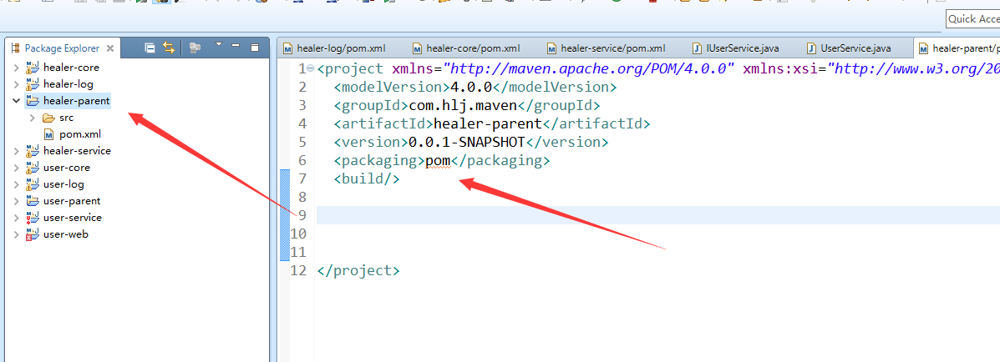 Quick Acce
Package Explorer
healer-core
healer-log
healer-parent
src
pom.xml
healer-service
user-core
user-log
user-parent
user-service
user-web
healer-log/pom.xml
healer-core/pom.xml
healer-service/pom.xml
IUserService.java
UserService.java
healer-parent/p
1 <project xmlns="http://maven.apache.org/POM/4.0.0" xmlns:xsi="http://www.w3.org/20
2 <modelVersion>4.0.0</modelVersion>
3 <groupId>com.hlj.maven</groupId>
4 <artifactId>healer-parent</artifactId>
5 <version>0.0.1-SNAPSHOT</version>
6 <packaging>pom</packaging>
7 <build/>
8
9
10
11
12 </project>